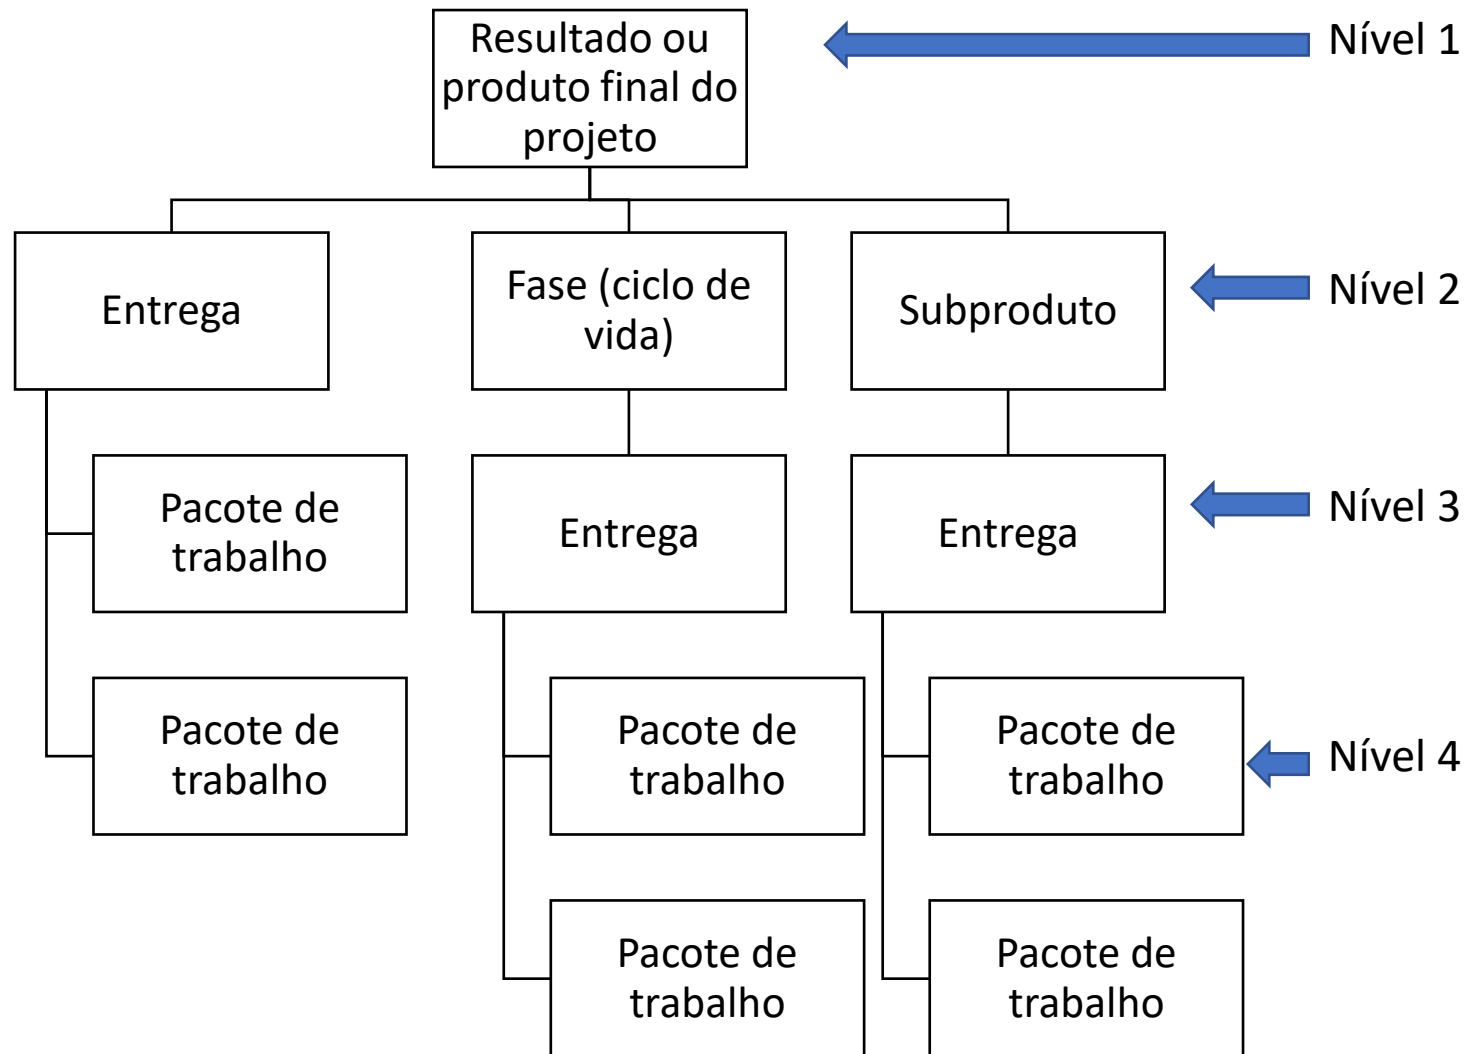 Resultado ou
produto final do
projeto
Nível 1
Entrega
Fase (ciclo de
vida)
Subproduto
Nível 2
Pacote de
trabalho
Entrega
Entrega
Nível 3
Pacote de
trabalho
Pacote de
trabalho
Pacote de
trabalho
Nível 4
Pacote de
trabalho
Pacote de
trabalho